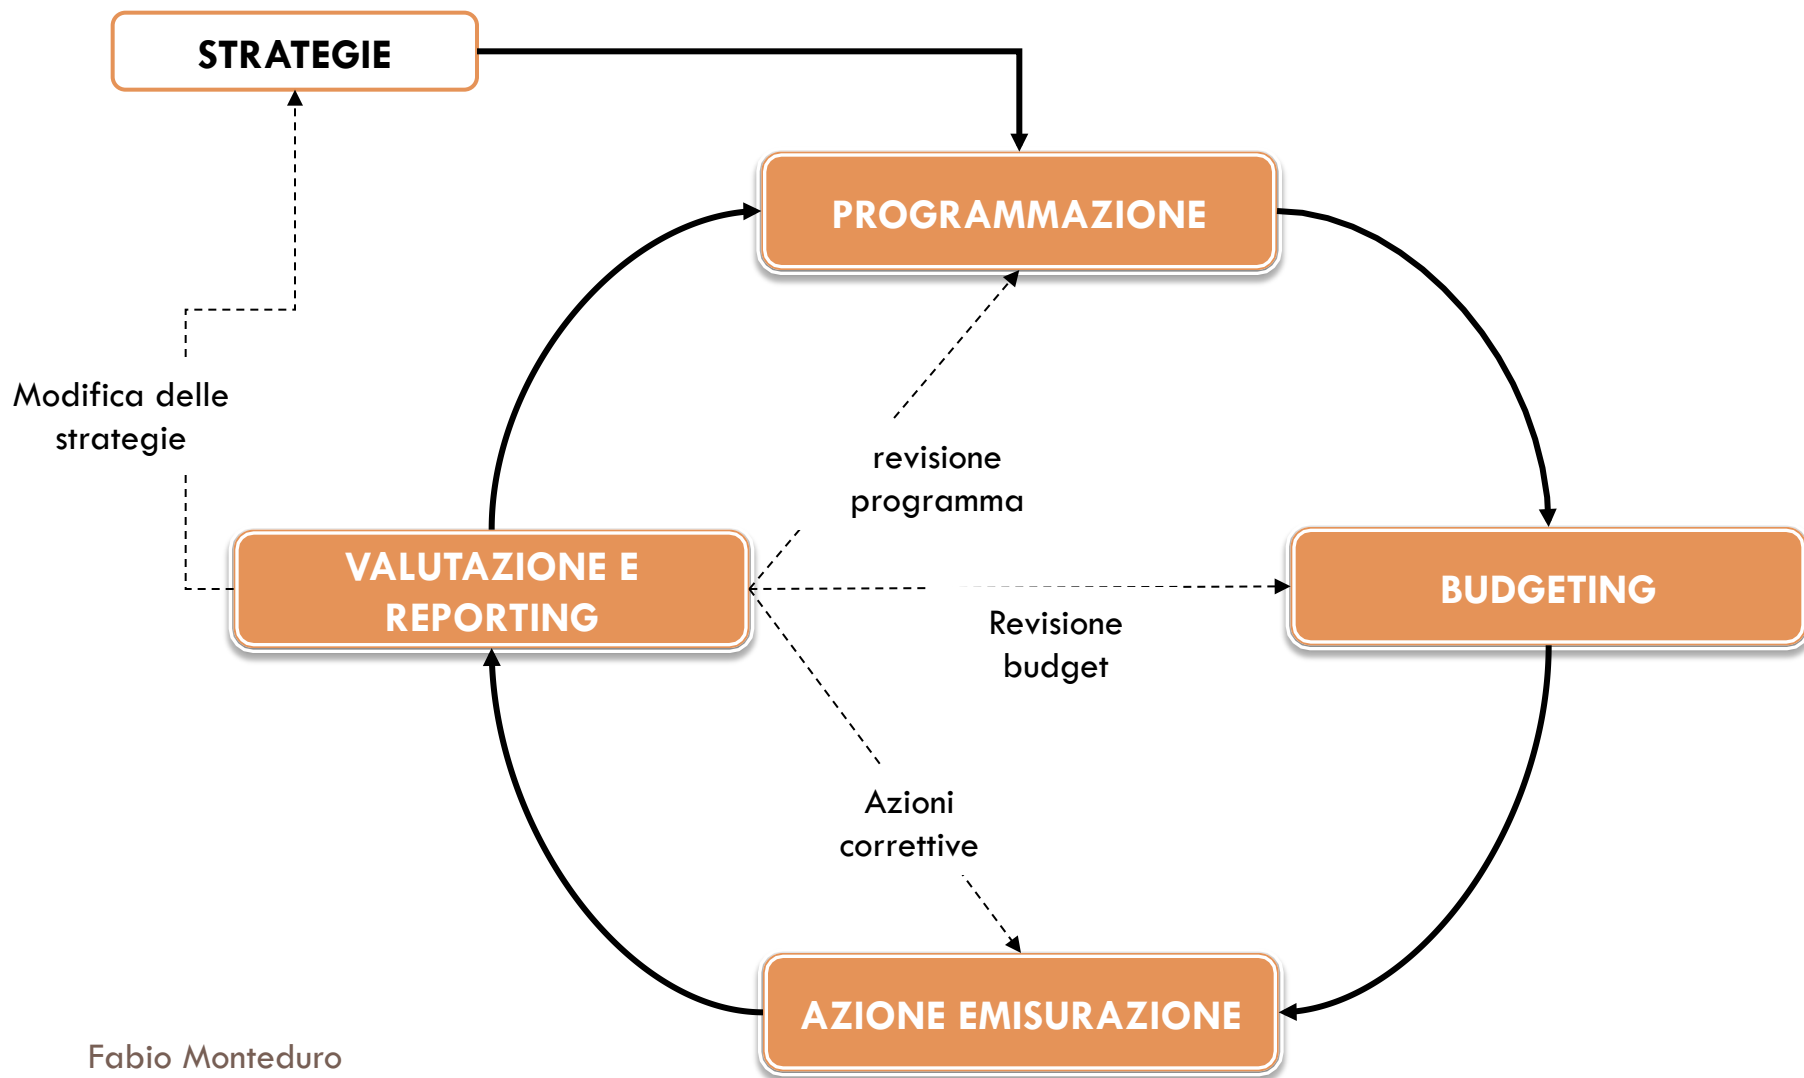 STRATEGIE
PROGRAMMAZIONE
Modifica delle
strategie
revisione
programma
VALUTAZIONE E
REPORTING
BUDGETING
Revisione
budget
Azioni
correttive
AZIONE EMISURAZIONE
Fabio Monteduro